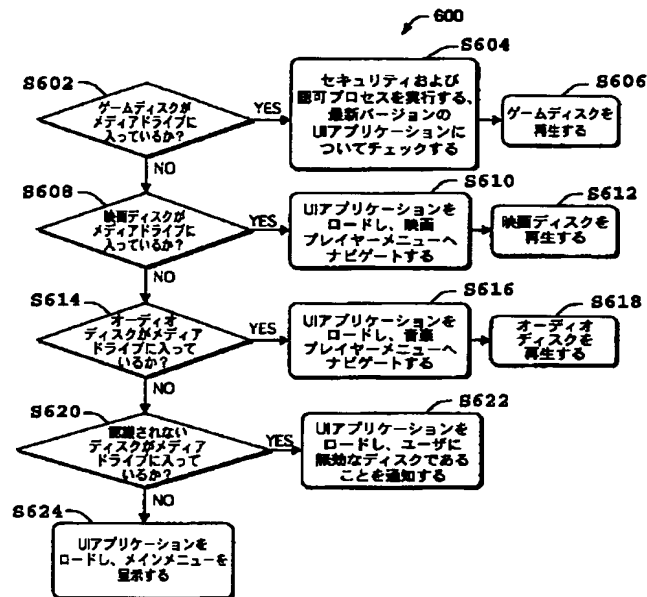 600
S602
ゲームディスクが
メディアドライブに
入っているか？
YES
NO
S604
セキュリティおよび
認可プロセスを実行する、
最新バージョンの
UIアプリケーションに
ついてチェックする
S606
ゲームディスクを
再生する
S608
映画ディスクが
メディアドライブに
入っているか？
YES
NO
S610
UIアプリケーションを
ロードし、映画
プレイヤーメニューへ
ナビゲートする
S612
映画ディスクを
再生する
S614
オーディオ
ディスクがメディア
ドライブに入って
いるか？
YES
NO
S616
UIアプリケーションを
ロードし、音楽
プレイヤーメニューへ
ナビゲートする
S618
オーディオ
ディスクを
再生する
S620
認識されない
ディスクがメディア
ドライブに入って
いるか？
YES
NO
S622
UIアプリケーションを
ロードし、ユーザに
無効なディスクである
ことを通知する
S624
UIアプリケーションを
ロードし、メインメニューを
表示する